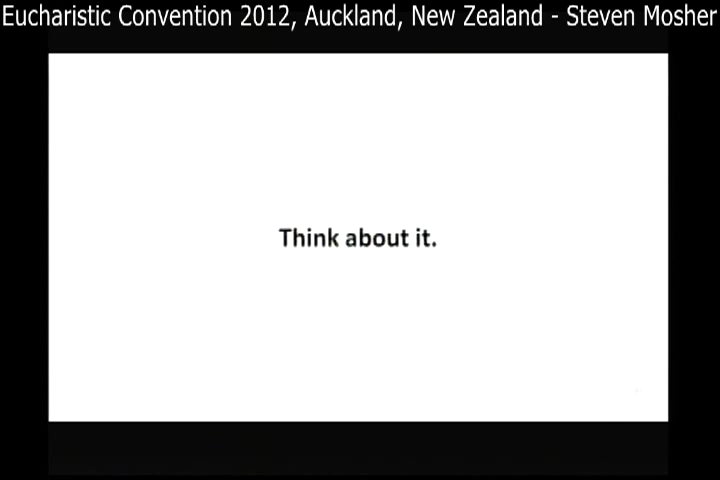 Eucharistic Convention 2012, Auckland, New Zealand - Steven Mosher
Think about it.